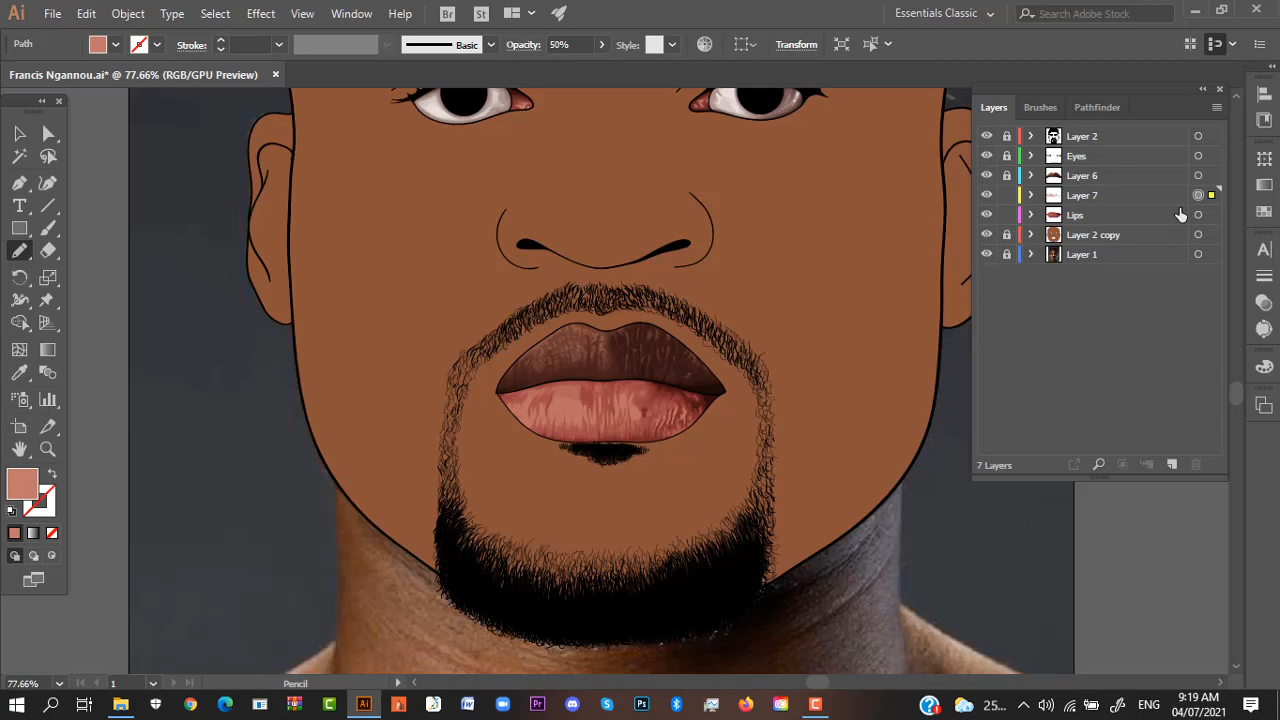 Ai File Edit Object Type Select Effect View Window Help Br St Essentials Classic Search Adobe Stock
Path Stroke: Basic Opacity: 50% Style: Transform
Francis Ngannou.ai* @ 77.66% (RGB/GPU Preview)
Layers Brushes Pathfinder
Layer 2
Eyes
Layer 6
Layer 7
Lips
Layer 2 copy
Layer 1
7 Layers
77.66% 1 Pencil
Ai Pr Ps 25... ENG 9:19 AM
04/07/2021